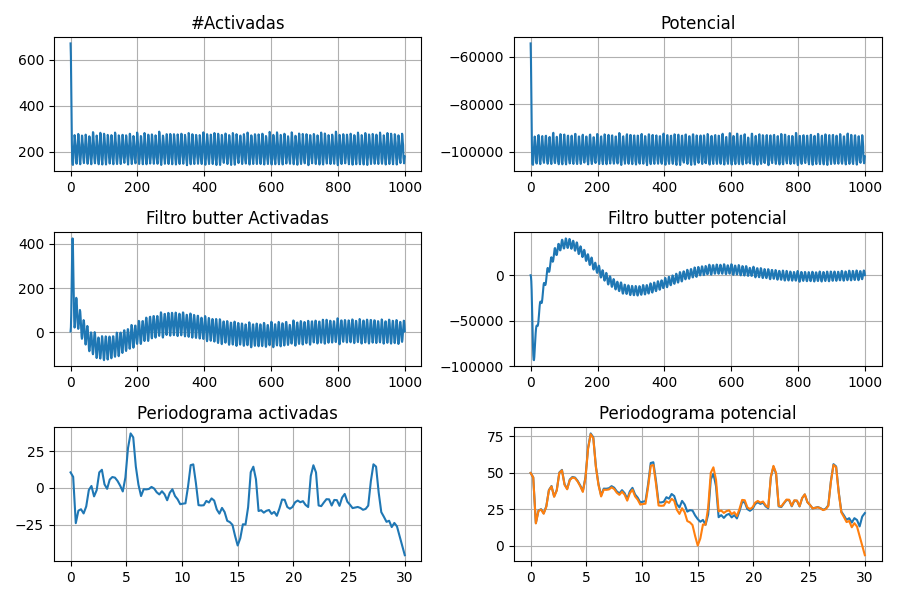 #Activadas
600
400
200
0 200 400 600 800 1000
Potencial
−60000
−80000
−100000
0 200 400 600 800 1000
Filtro butter Activadas
400
200
0
0 200 400 600 800 1000
Filtro butter potencial
0
−50000
−100000
0 200 400 600 800 1000
Periodograma activadas
25
0
−25
0 5 10 15 20 25 30
Periodograma potencial
75
50
25
0
0 5 10 15 20 25 30